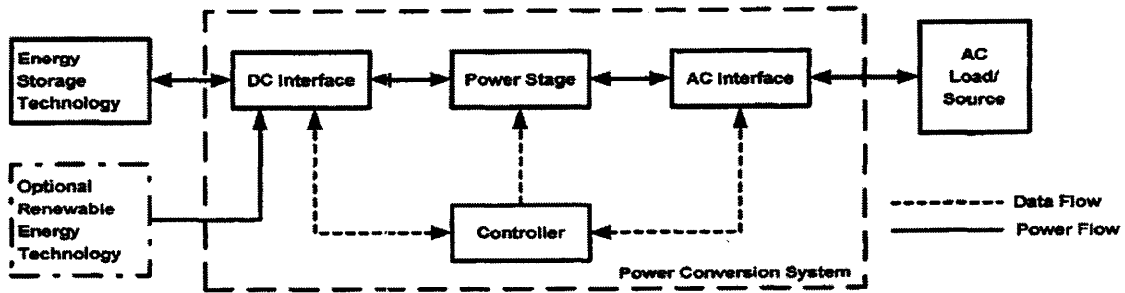 Energy
Storage
Technology
DC Interface
Power Stage
AC Interface
AC
Load/
Source
Optional
Renewable
Energy
Technology
Controller
Data Flow
Power Flow
Power Conversion System